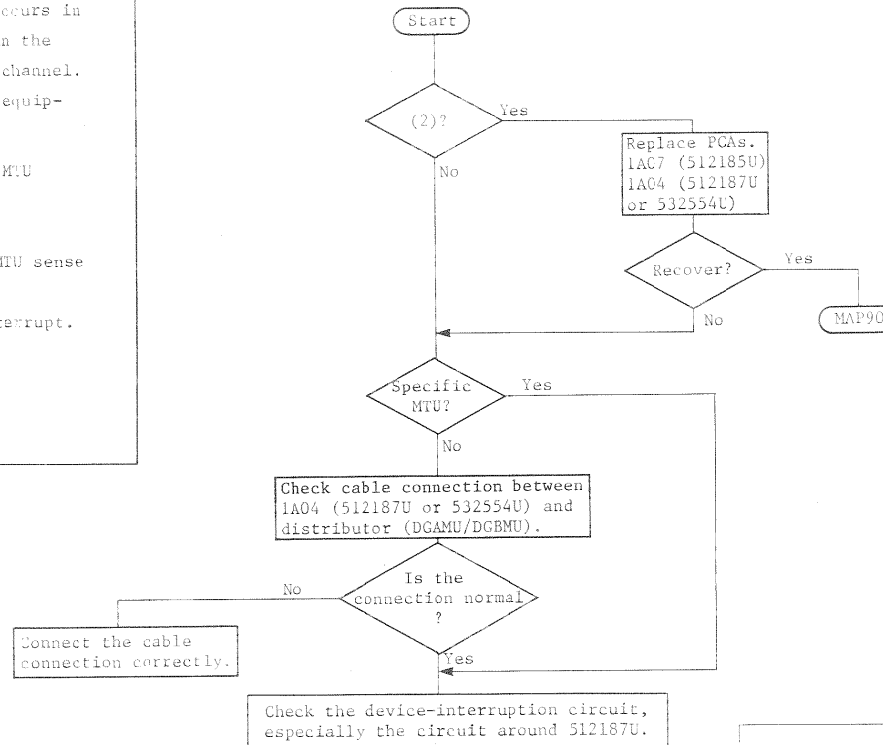 ccurs in
n the
channel.
equip-
MTU
MTU sense
terrupt.
Start
(2)?
Yes
No
Replace PCAs.
1AC7 (512185U)
1A04 (512187U
or 532554U)
Recover?
Yes
No
MAP90
Specific
MTU?
Yes
No
Check cable connection between
1A04 (512187U or 532554U) and
distributor (DGAMU/DGBMU).
Is the
connection normal
?
No
Connect the cable
connection correctly.
Yes
Check the device-interruption circuit,
especially the circuit around 512187U.